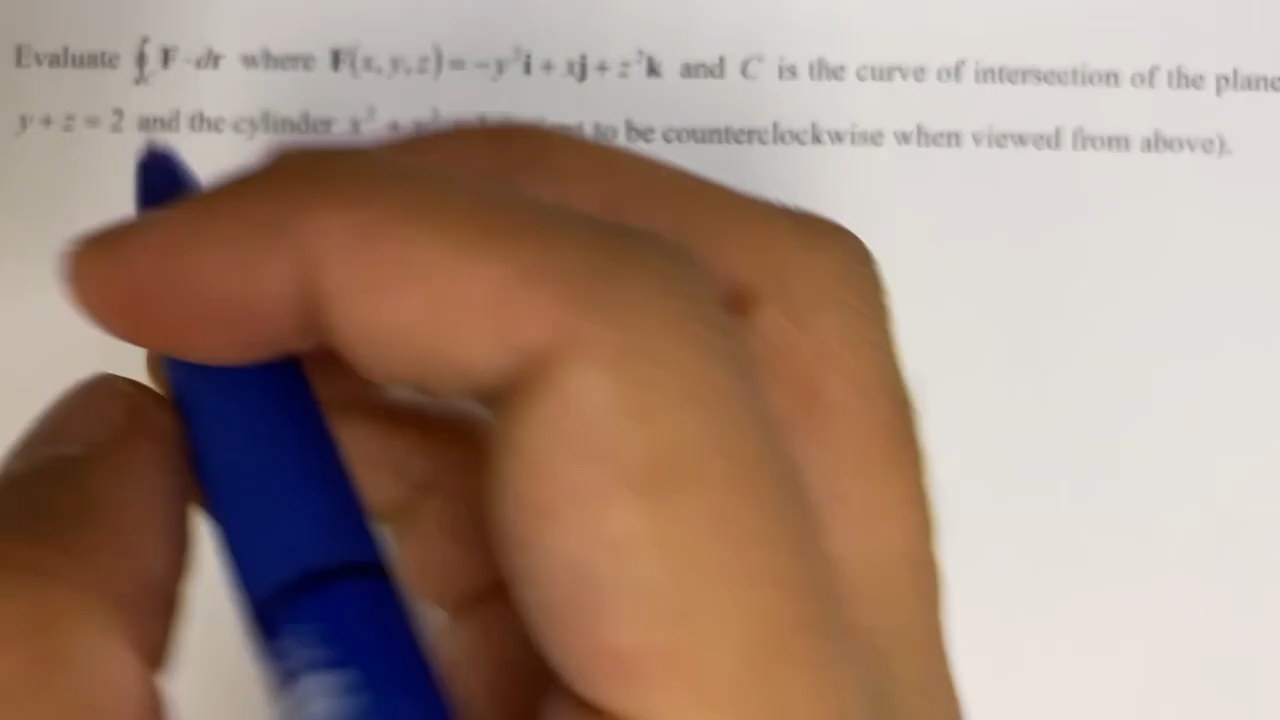 Evaluate ∮ F · dr where F(x, y, z) = -y²i + xj + z²k and C is the curve of intersection of the plane
y + z = 2 and the cylinder x² + to be counterclockwise when viewed from above).